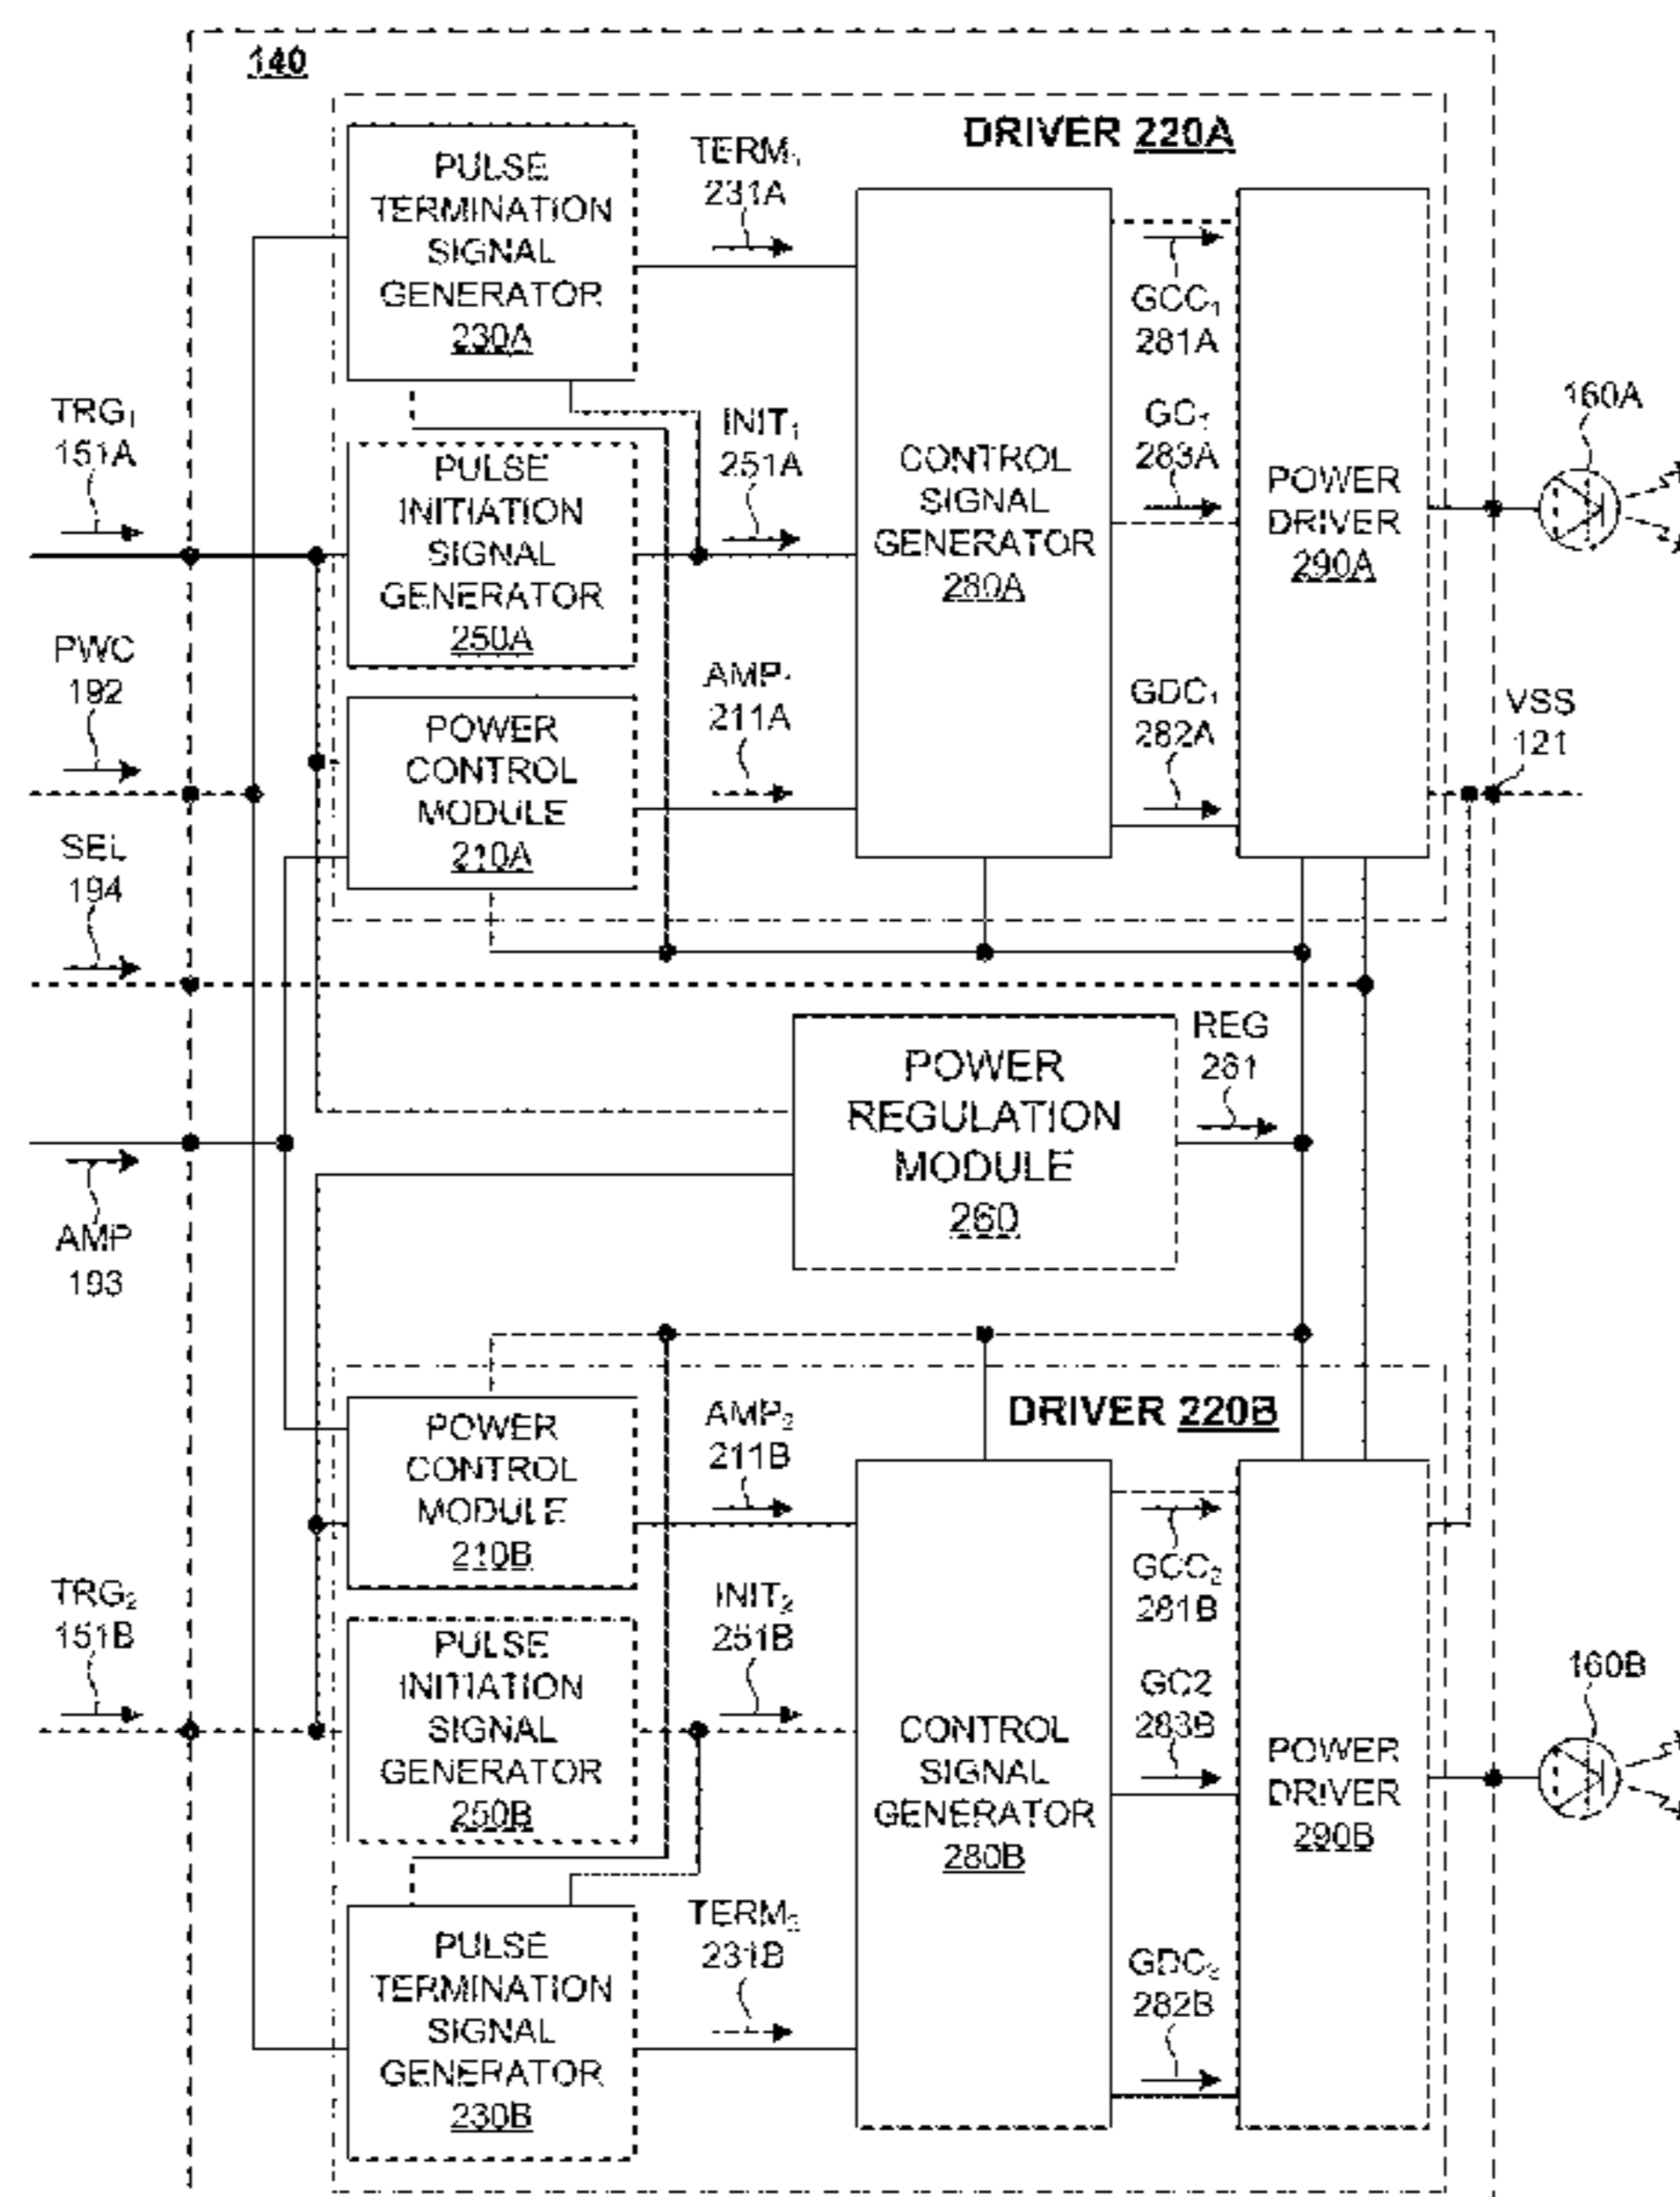 140
DRIVER 220A
PULSE
TERMINATION
SIGNAL
GENERATOR
230A
TERM₁
231A
GCC₁
281A
TRG₁
151A
PULSE
INITIATION
SIGNAL
GENERATOR
250A
INIT₁
251A
CONTROL
SIGNAL
GENERATOR
280A
GC₁
283A
POWER
DRIVER
290A
160A
PWC
192
POWER
CONTROL
MODULE
210A
AMP₁
211A
GDC₁
282A
VSS
121
SEL
194
POWER
REGULATION
MODULE
260
REG
261
AMP
193
DRIVER 220B
POWER
CONTROL
MODULE
210B
AMP₂
211B
GCC₂
281B
TRG₂
151B
PULSE
INITIATION
SIGNAL
GENERATOR
250B
INIT₂
251B
CONTROL
SIGNAL
GENERATOR
280B
GC2
283B
POWER
DRIVER
290B
160B
PULSE
TERMINATION
SIGNAL
GENERATOR
230B
TERM₂
231B
GDC₂
282B